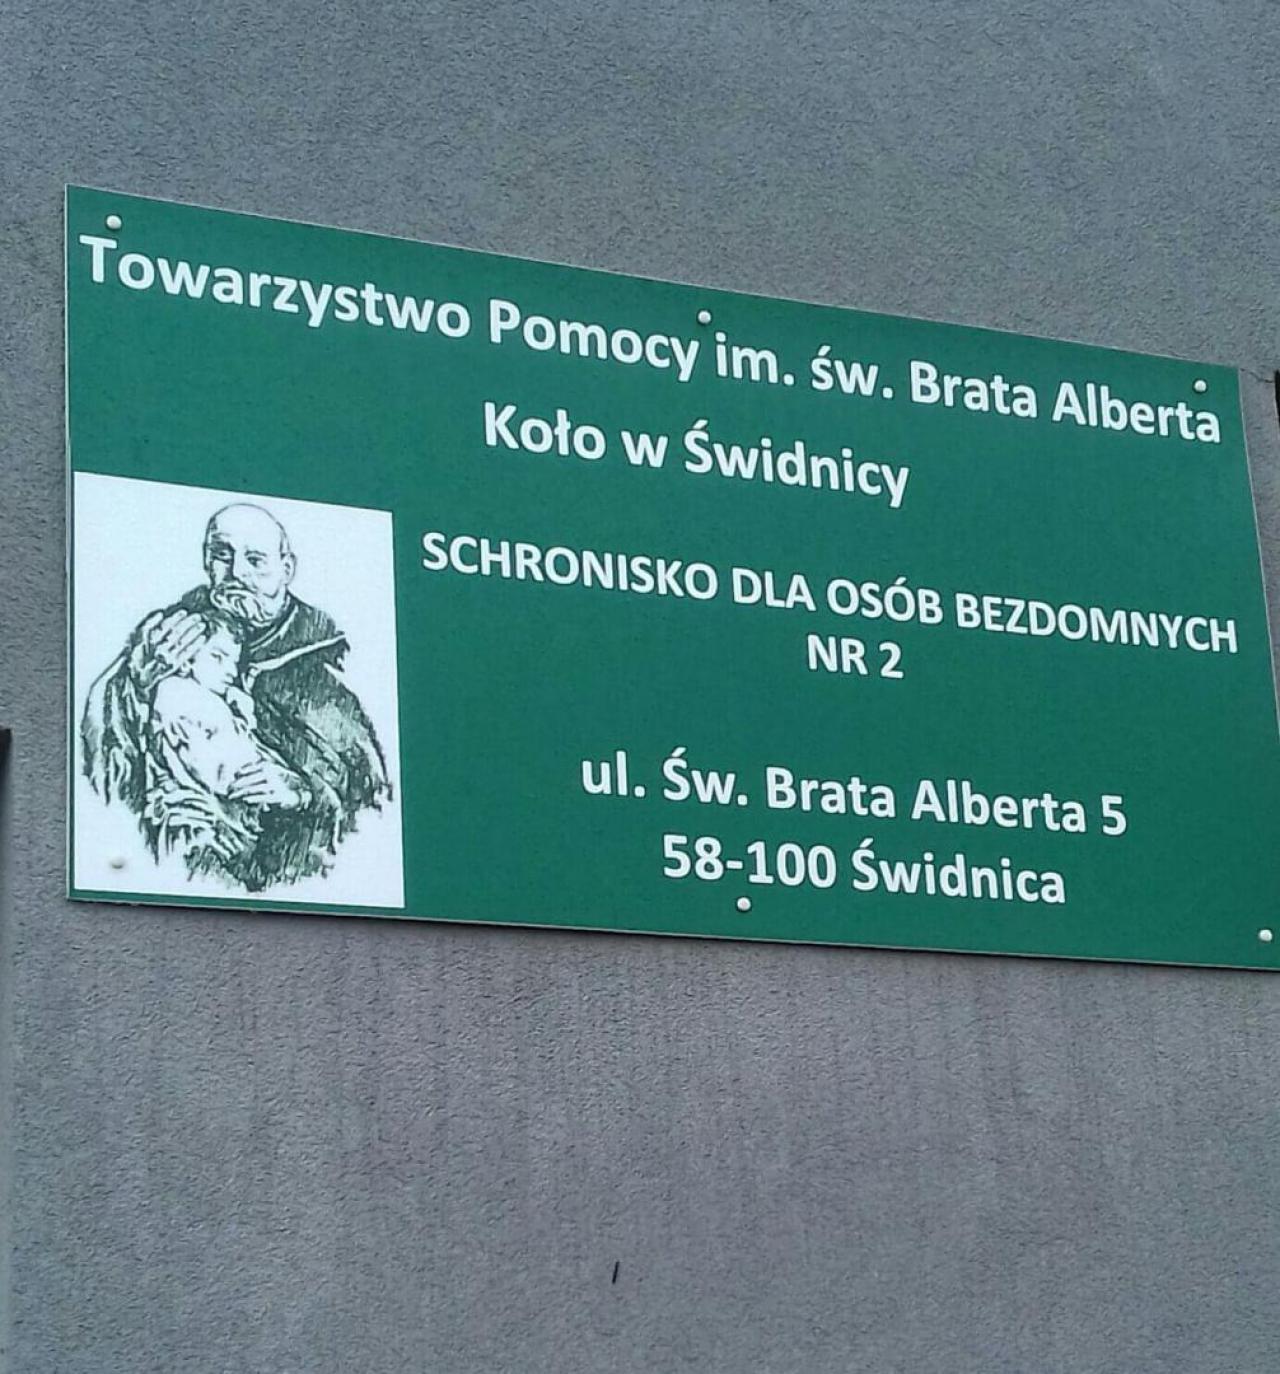 Towarzystwo Pomocy im. św. Brata Alberta
Koło w Świdnicy
SCHRONISKO DLA OSÓB BEZDOMNYCH
NR 2
ul. Św. Brata Alberta 5
58-100 Świdnica